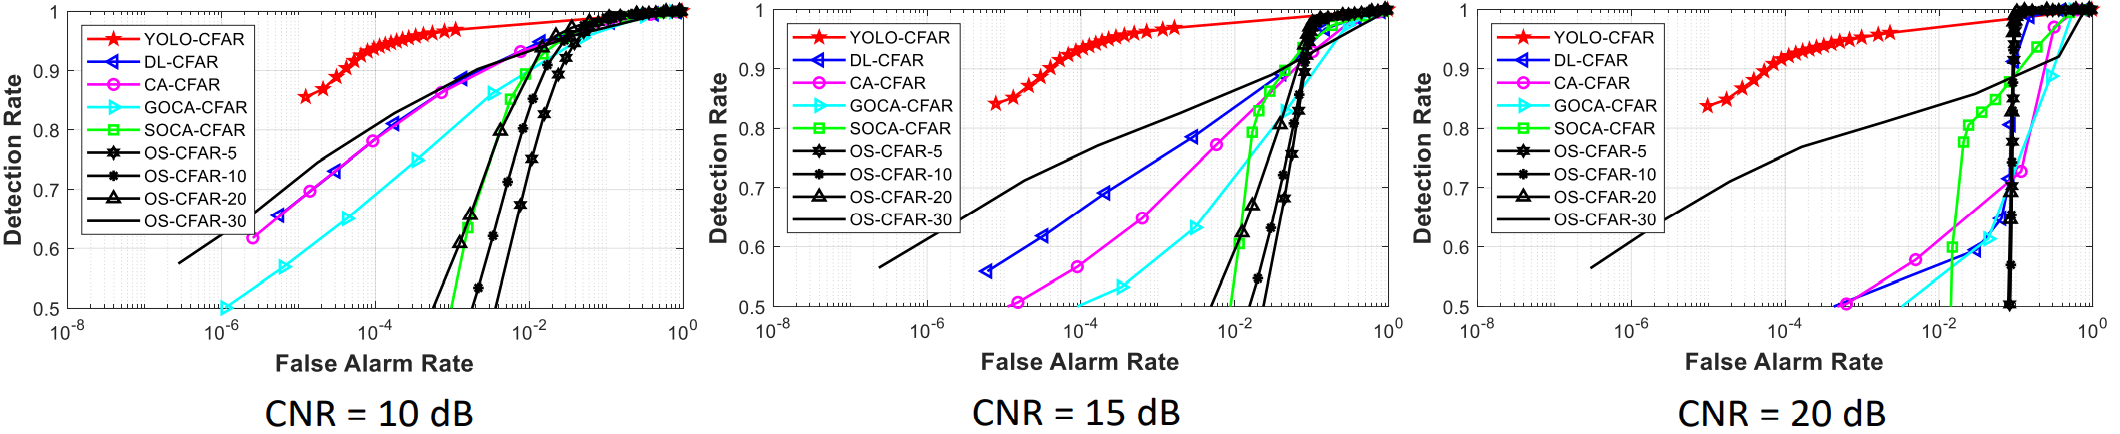 1
0.9
0.8
0.7
0.6
0.5
Detection Rate
YOLO-CFAR
DL-CFAR
CA-CFAR
GOCA-CFAR
SOCA-CFAR
OS-CFAR-5
OS-CFAR-10
OS-CFAR-20
OS-CFAR-30
10⁻⁸ 10⁻⁶ 10⁻⁴ 10⁻² 10⁰
False Alarm Rate
CNR = 10 dB
1
0.9
0.8
0.7
0.6
0.5
Detection Rate
YOLO-CFAR
DL-CFAR
CA-CFAR
GOCA-CFAR
SOCA-CFAR
OS-CFAR-5
OS-CFAR-10
OS-CFAR-20
OS-CFAR-30
10⁻⁸ 10⁻⁶ 10⁻⁴ 10⁻² 10⁰
False Alarm Rate
CNR = 15 dB
1
0.9
0.8
0.7
0.6
0.5
Detection Rate
YOLO-CFAR
DL-CFAR
CA-CFAR
GOCA-CFAR
SOCA-CFAR
OS-CFAR-5
OS-CFAR-10
OS-CFAR-20
OS-CFAR-30
10⁻⁸ 10⁻⁶ 10⁻⁴ 10⁻² 10⁰
False Alarm Rate
CNR = 20 dB